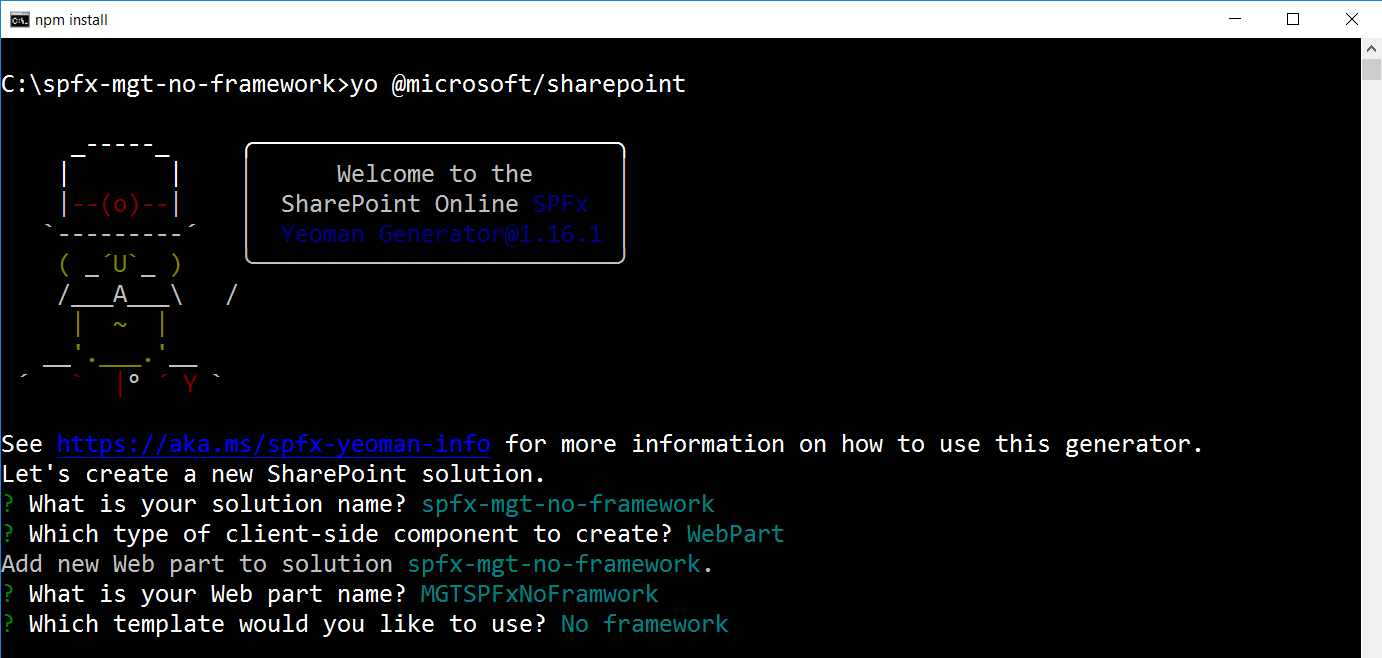 npm install
C:\spfx-mgt-no-framework>yo @microsoft/sharepoint
     _-----_
    |       |
    |--(o)--|
   `---------´
    ( _´U`_ )
    /___A___\   /
     |  ~  |
   __'.___.'__
 ´   `  |° ´ Y `
Welcome to the
SharePoint Online SPFx
Yeoman Generator@1.16.1
See https://aka.ms/spfx-yeoman-info for more information on how to use this generator.
Let's create a new SharePoint solution.
? What is your solution name? spfx-mgt-no-framework
? Which type of client-side component to create? WebPart
Add new Web part to solution spfx-mgt-no-framework.
? What is your Web part name? MGTSPFxNoFramwork
? Which template would you like to use? No framework